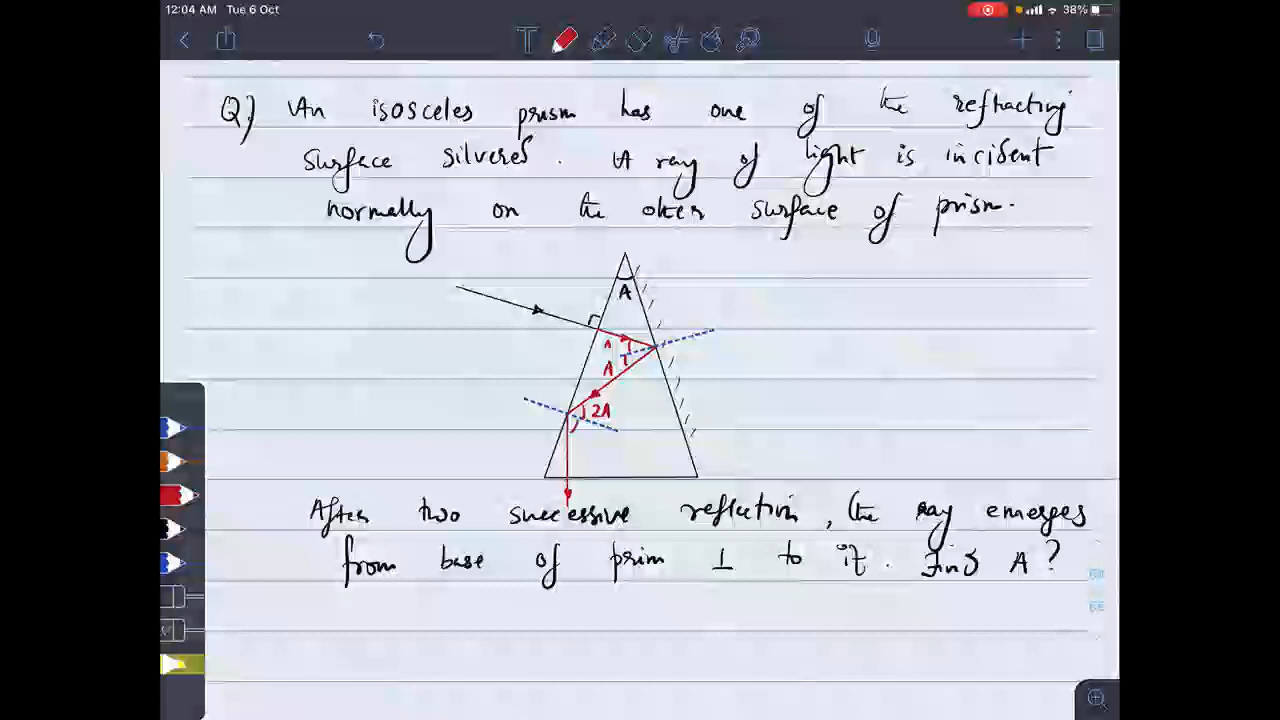 12:04 AM Tue 6 Oct
38%
T
Q) An isosceles prism has one of the refracting
surface silvered. A ray of light is incident
normally on the other surface of prism.
A
A
A
2A
After two successive reflection, the ray emerges
from base of prim ⊥ to it. Find A?